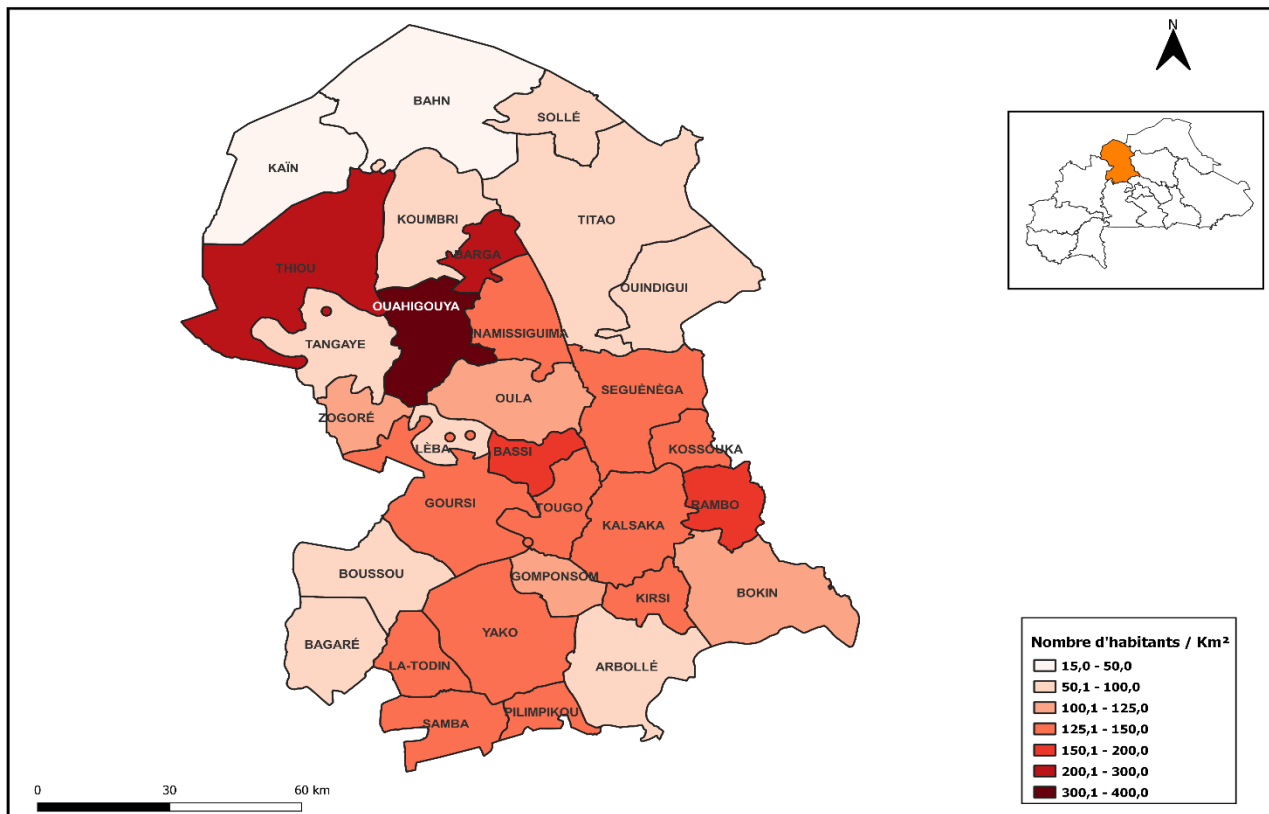 N
BAHN
SOLLÉ
KAÏN
KOUMBRI
TITAO
BARGA
THIOU
OUINDIGUI
OUAHIGOUYA
NAMISSIGUIMA
TANGAYE
SEGUÈNÈGA
OULA
ZOGORÉ
LÈBA
BASSI
KOSSOUKA
GOURSI
TOUGO
RAMBO
KALSAKA
BOUSSOU
GOMPONSOM
BOKIN
KIRSI
YAKO
BAGARÉ
LA-TODIN
ARBOLLÉ
PILIMPIKOU
SAMBA
Nombre d'habitants / Km²
15,0 - 50,0
50,1 - 100,0
100,1 - 125,0
125,1 - 150,0
150,1 - 200,0
200,1 - 300,0
300,1 - 400,0
0 30 60 km